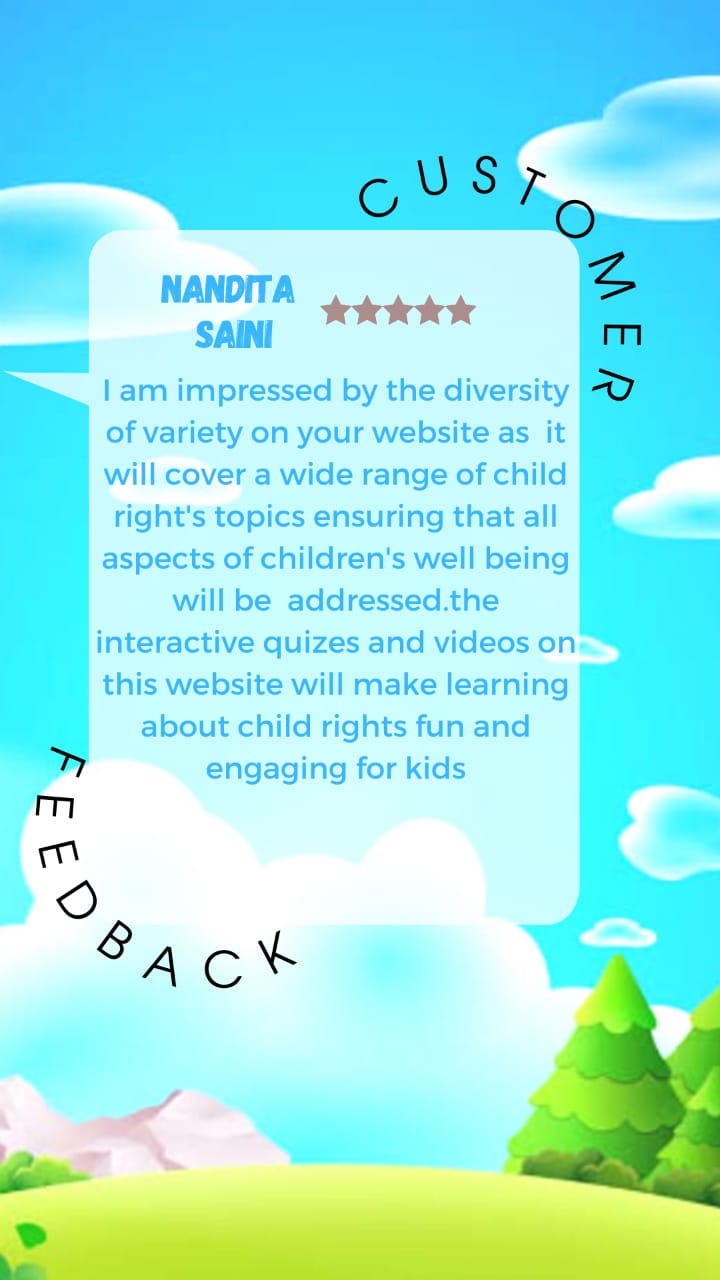 CUSTOMER
NANDITA
SAINI
I am impressed by the diversity
of variety on your website as  it
will cover a wide range of child
right's topics ensuring that all
aspects of children's well being
will be  addressed.the
interactive quizes and videos on
this website will make learning
about child rights fun and
engaging for kids
FEEDBACK